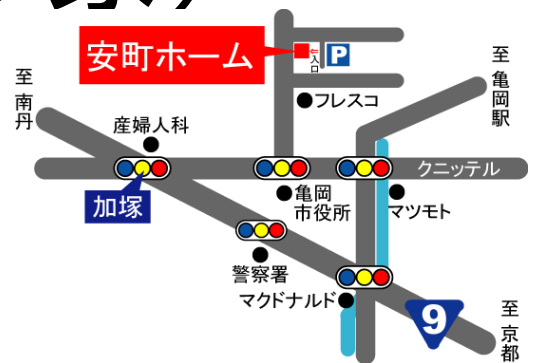 安町ホーム
入口
P
至亀岡駅
至南丹
フレスコ
産婦人科
クニッテル
加塚
亀岡
市役所
マツモト
警察署
マクドナルド
9
至京都